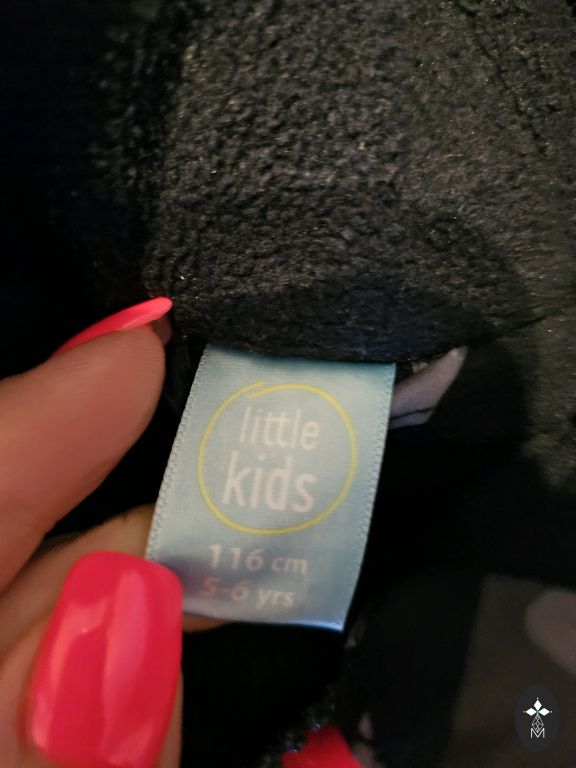 little
kids
116 cm
5-6 yrs